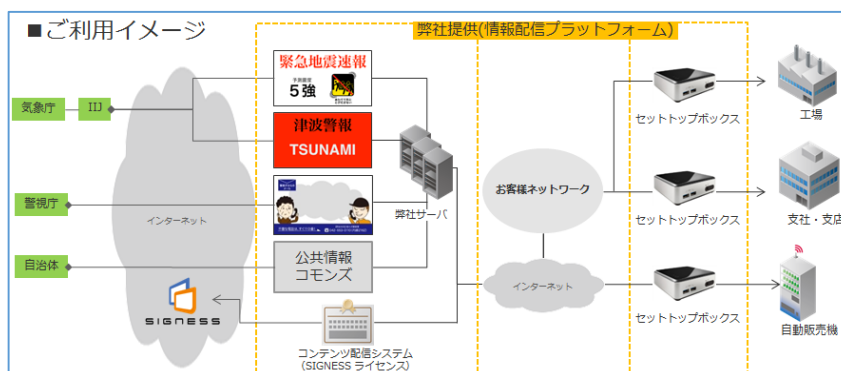 ■ご利用イメージ
弊社提供(情報配信プラットフォーム)
緊急地震速報
予測震度
5強
気象庁
IIJ
津波警報
TSUNAMI
警視庁
インターネット
弊社サーバ
自治体
公共情報
コモンズ
SIGNESS
コンテンツ配信システム
(SIGNESS ライセンス)
お客様ネットワーク
インターネット
セットトップボックス
工場
セットトップボックス
支社・支店
セットトップボックス
自動販売機